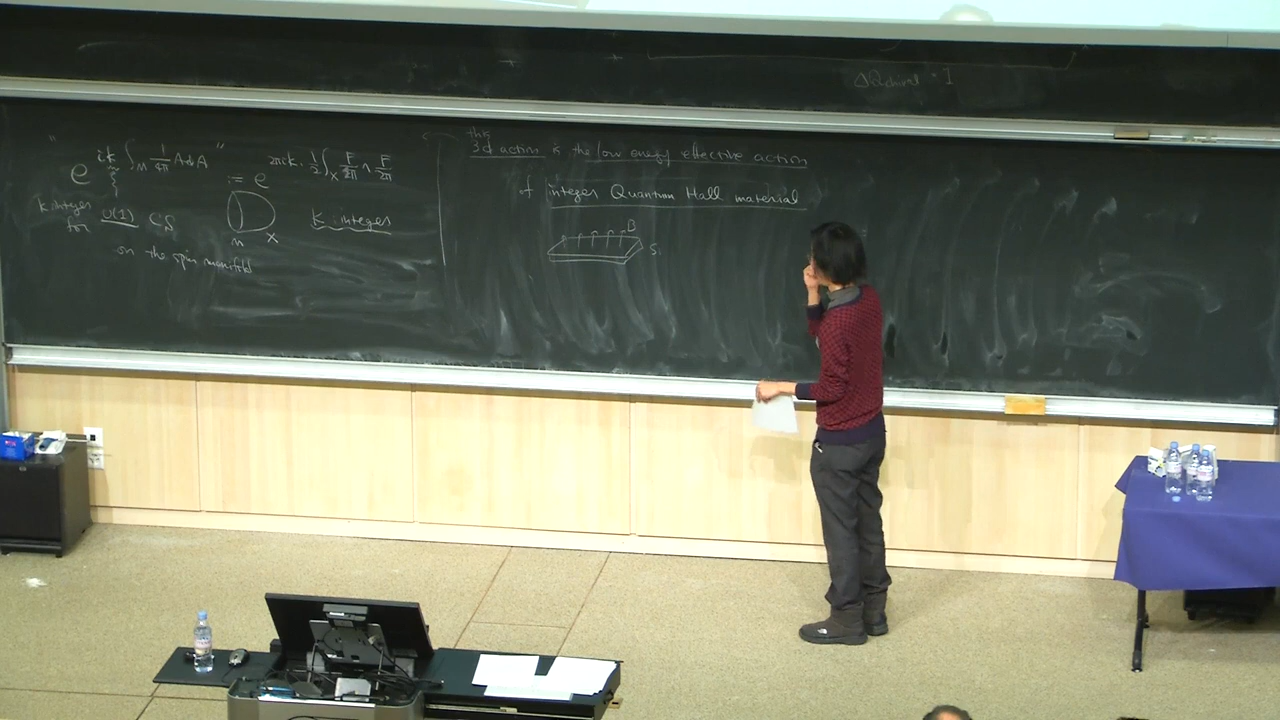 ΔQchiral = 1
" e^{ik ∫_M 1/4π A dA} " := e^{2πik · 1/2 ∫_X F/2π ∧ F/2π}
k integer
for U(1) CS
on the spin manifold
M X
k integer
this
3d action is the low energy effective action
of integer Quantum Hall material
B